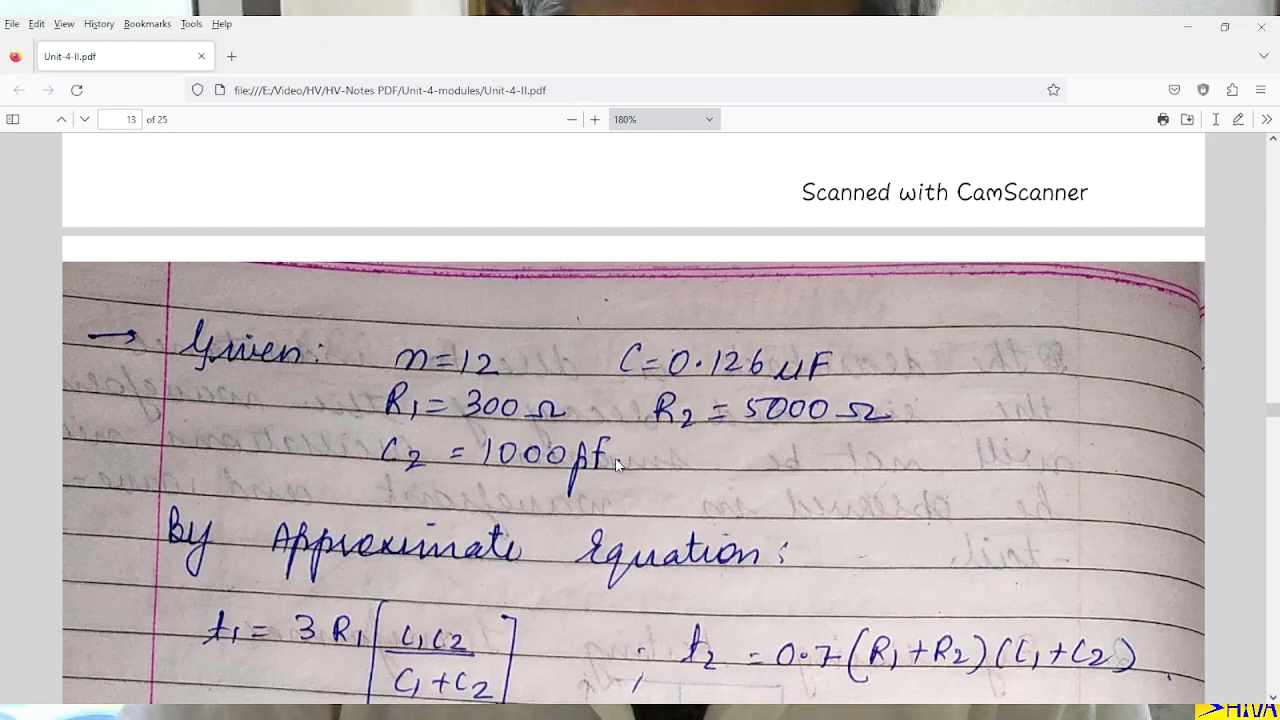 File Edit View History Bookmarks Tools Help
Unit-4-II.pdf
file:///E:/Video/HV/HV-Notes PDF/Unit-4-modules/Unit-4-II.pdf
13 of 25
180%
Scanned with CamScanner
→ Given: n=12 C=0.126 μF
R₁= 300 Ω R₂ = 5000 Ω
C₂ = 1000pf
By Approximate Equation:
t₁ = 3 R₁ [C₁C₂ / C₁+C₂] ; t₂ = 0.7 (R₁+R₂) (C₁+C₂).
SHIVA